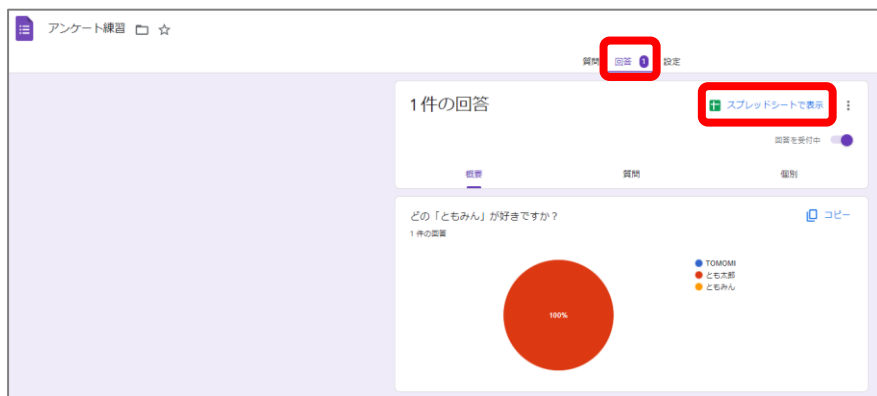 アンケート練習
質問 回答 1 設定
1件の回答
スプレッドシートで表示
回答を受付中
概要 質問 個別
どの「ともみん」が好きですか?
コピー
1 件の回答
TOMOMI
とも太郎
ともみん
100%